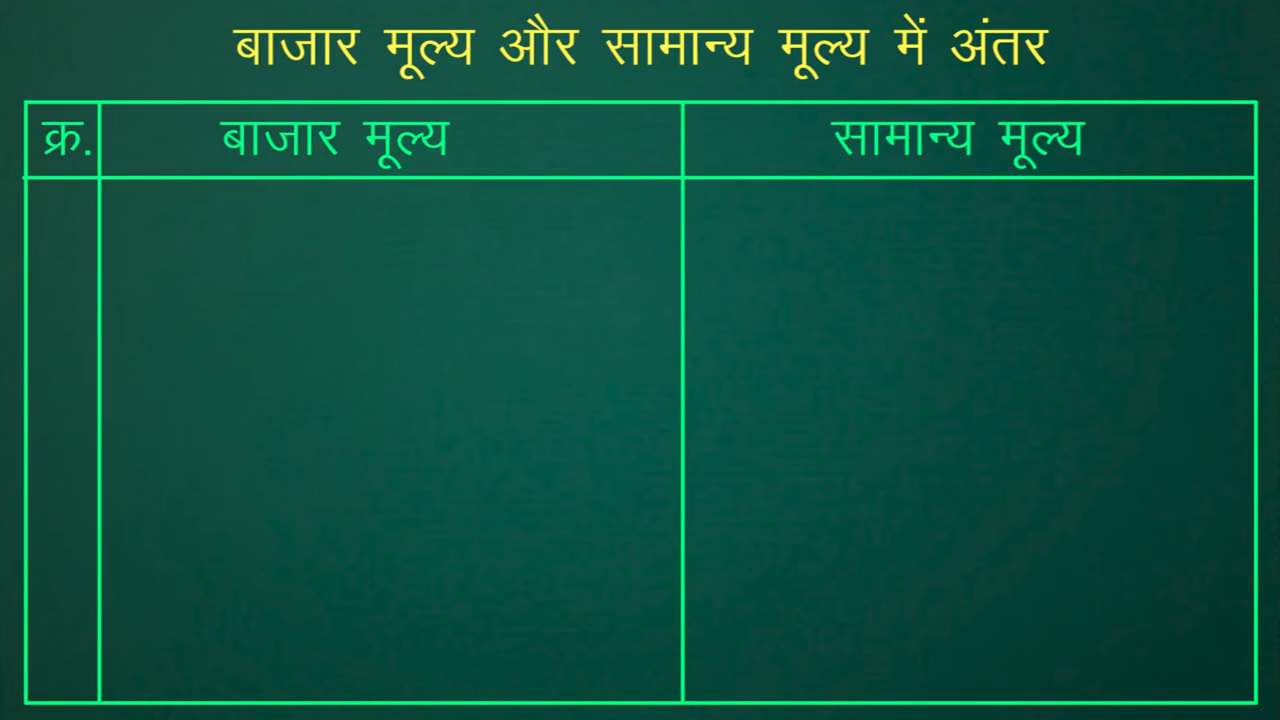 बाजार मूल्य और सामान्य मूल्य में अंतर
क्र. बाजार मूल्य सामान्य मूल्य